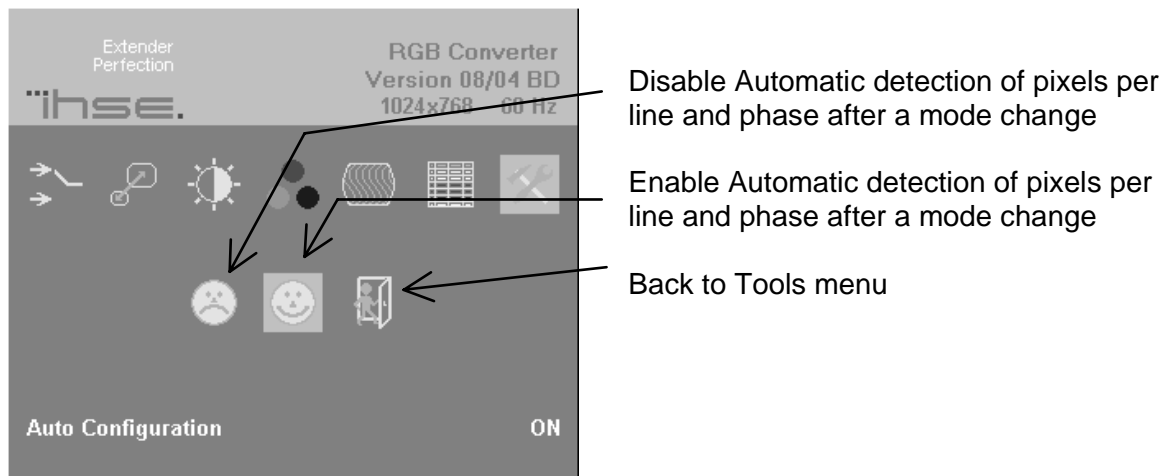 Extender
Perfection
ihse.
RGB Converter
Version 08/04 BD
1024x768 60 Hz
Disable Automatic detection of pixels per
line and phase after a mode change
Enable Automatic detection of pixels per
line and phase after a mode change
Back to Tools menu
Auto Configuration
ON